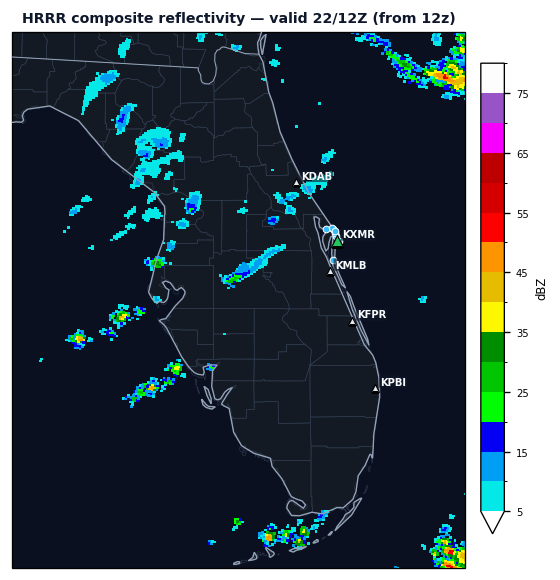 HRRR composite reflectivity — valid 22/12Z (from 12z)
KDAB
KXMR
KMLB
KFPR
KPBI
75
65
55
45
35
25
15
5
dBZ